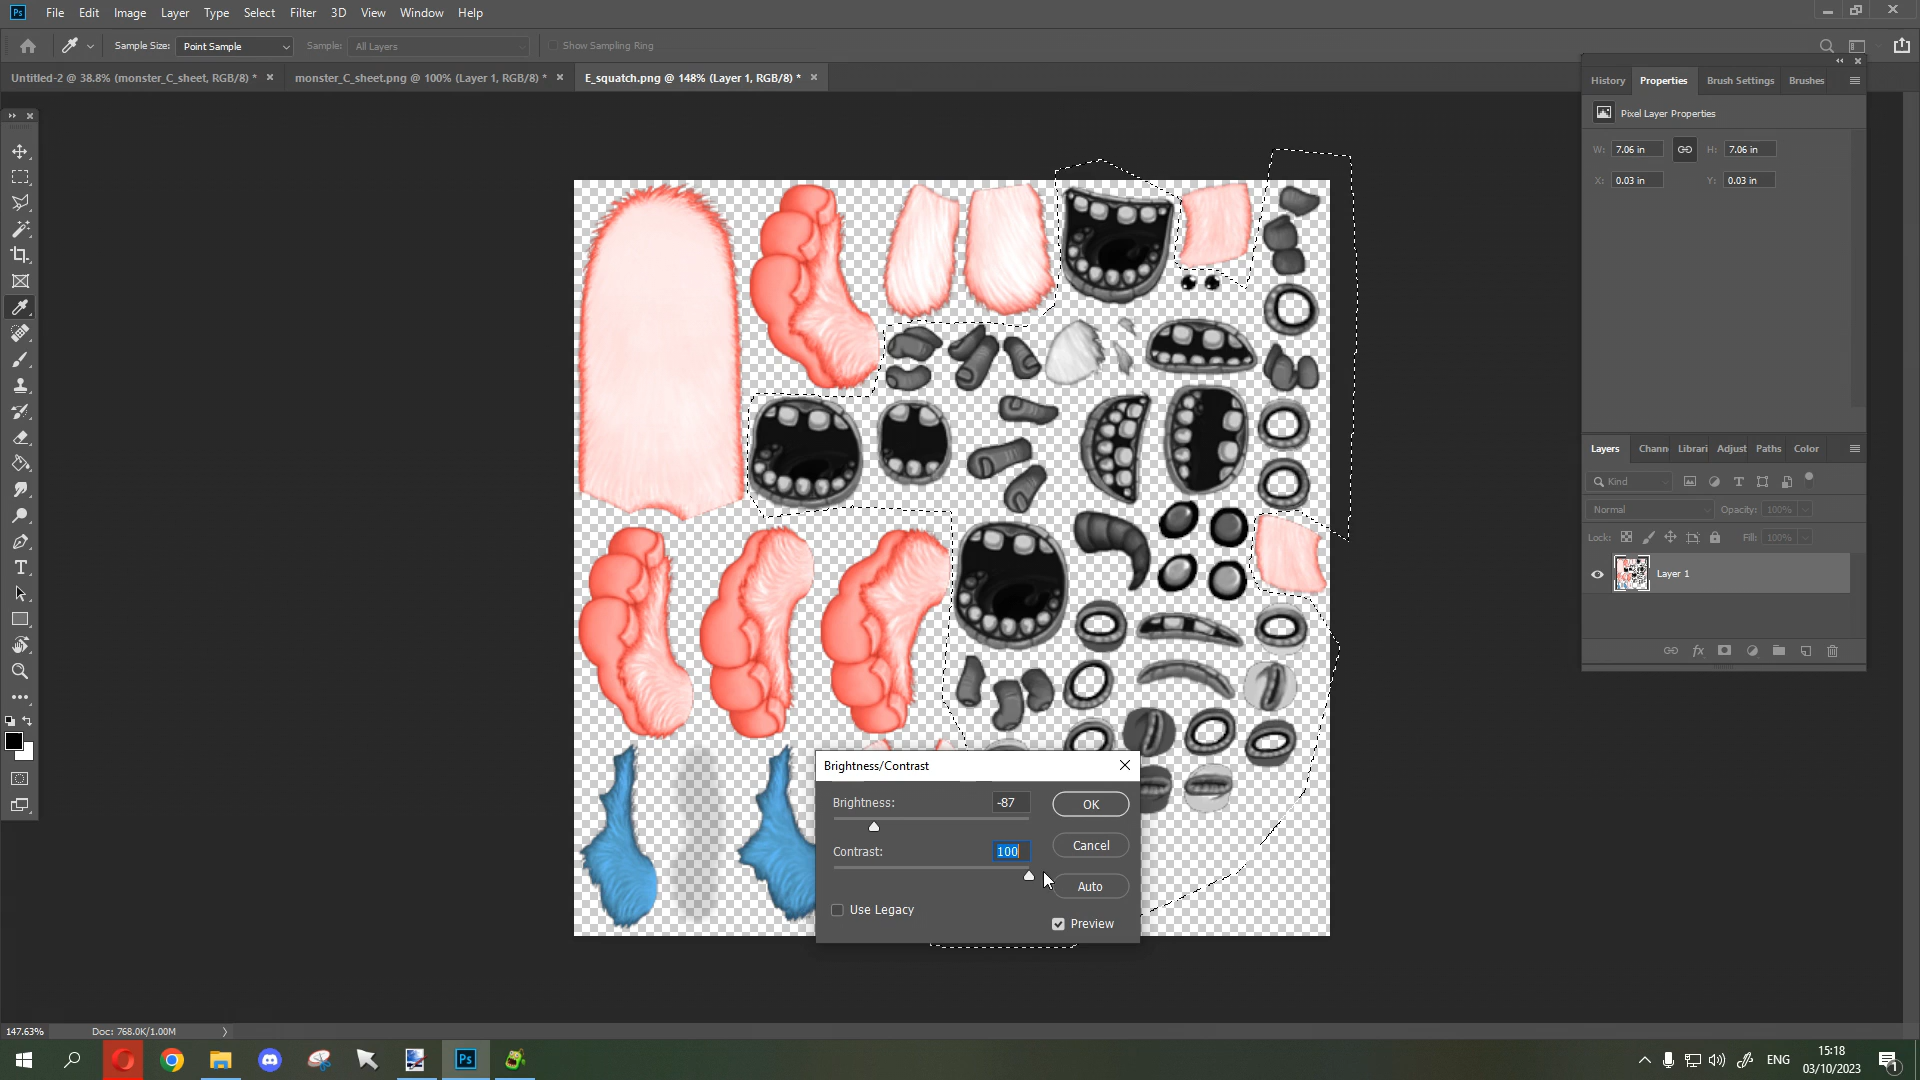 Ps File Edit Image Layer Type Select Filter 3D View Window Help
Sample Size: Point Sample Sample: All Layers Show Sampling Ring
Untitled-2 @ 38.8% (monster_C_sheet, RGB/8) * monster_C_sheet.png @ 100% (Layer 1, RGB/8) * E_squatch.png @ 148% (Layer 1, RGB/8) *
History Properties Brush Settings Brushes
Pixel Layer Properties
W: 7.06 in H: 7.06 in
X: 0.03 in Y: 0.03 in
Layers Chann Librari Adjust Paths Color
Kind
Normal Opacity: 100%
Lock: Fill: 100%
Layer 1
Brightness/Contrast
Brightness: -87 OK
Contrast: 100 Cancel
Auto
Use Legacy
Preview
147.63% Doc: 768.0K/1.00M
Ps ENG 15:18
03/10/2023
1